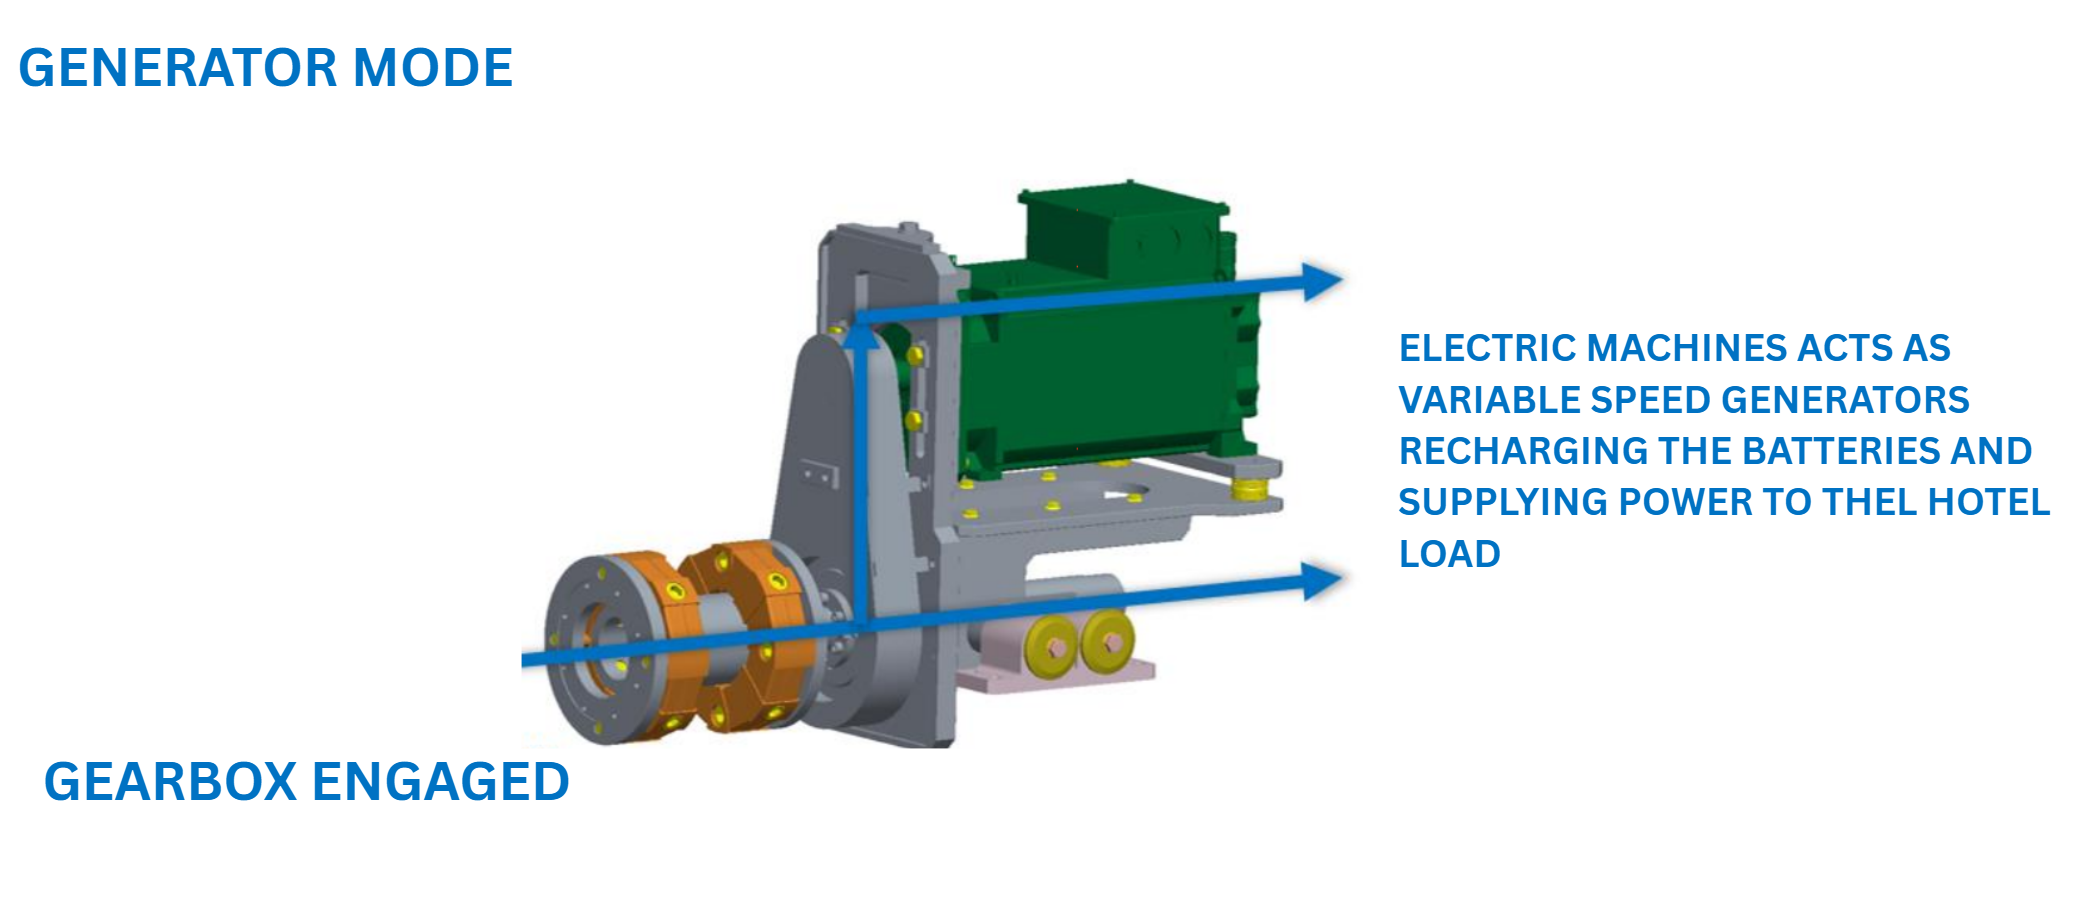 GENERATOR MODE
ELECTRIC MACHINES ACTS AS
VARIABLE SPEED GENERATORS
RECHARGING THE BATTERIES AND
SUPPLYING POWER TO THEL HOTEL
LOAD
GEARBOX ENGAGED